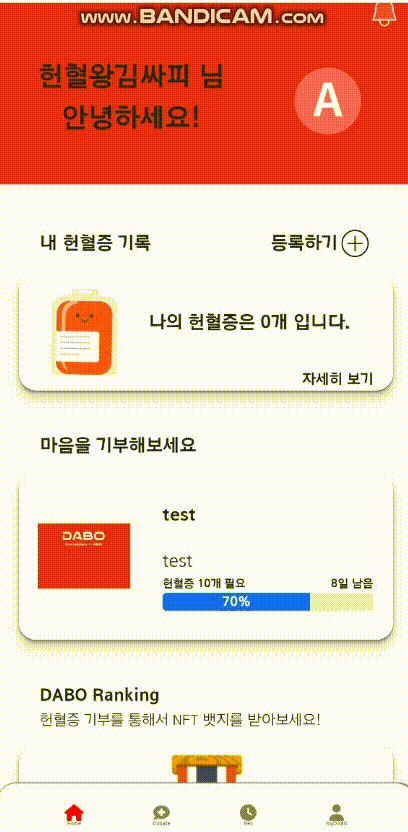 www.BANDICAM.com
헌혈왕김싸피 님
안녕하세요!
A
내 헌혈증 기록
등록하기
나의 헌혈증은 0개 입니다.
자세히 보기
마음을 기부해보세요
test
DABO
test
헌혈증 10개 필요
8일 남음
70%
DABO Ranking
헌혈증 기부를 통해서 NFT 뱃지를 받아보세요!
Home
Donate